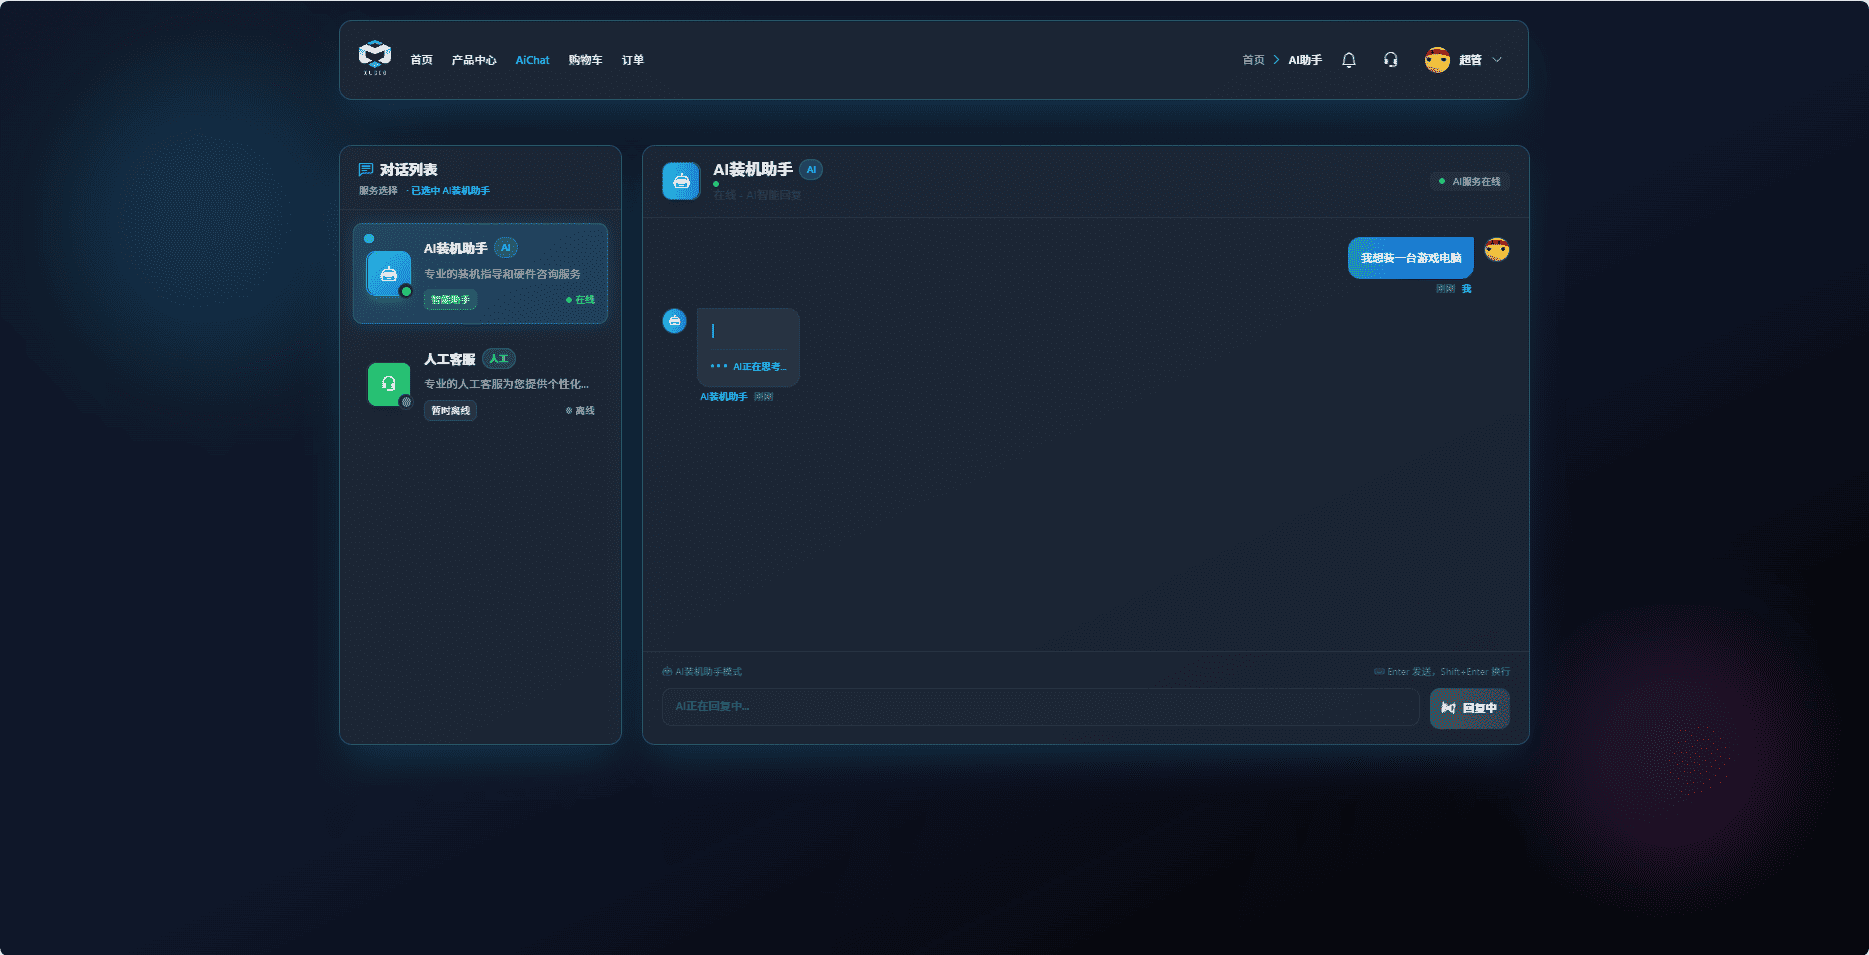 首页 产品中心 AiChat 购物车 订单
首页 > AI助手 超管
对话列表
服务选择 · 已选中 AI装机助手
AI装机助手 AI
专业的装机指导和硬件咨询服务
智能助手 在线
人工客服 人工
专业的人工客服为您提供个性化...
暂时离线 离线
AI装机助手 AI
在线 - AI智能回复
AI服务在线
我想装一台游戏电脑
刚刚 我
AI正在思考...
AI装机助手 刚刚
AI装机助手模式
Enter 发送，Shift+Enter 换行
AI正在回复中...
回复中